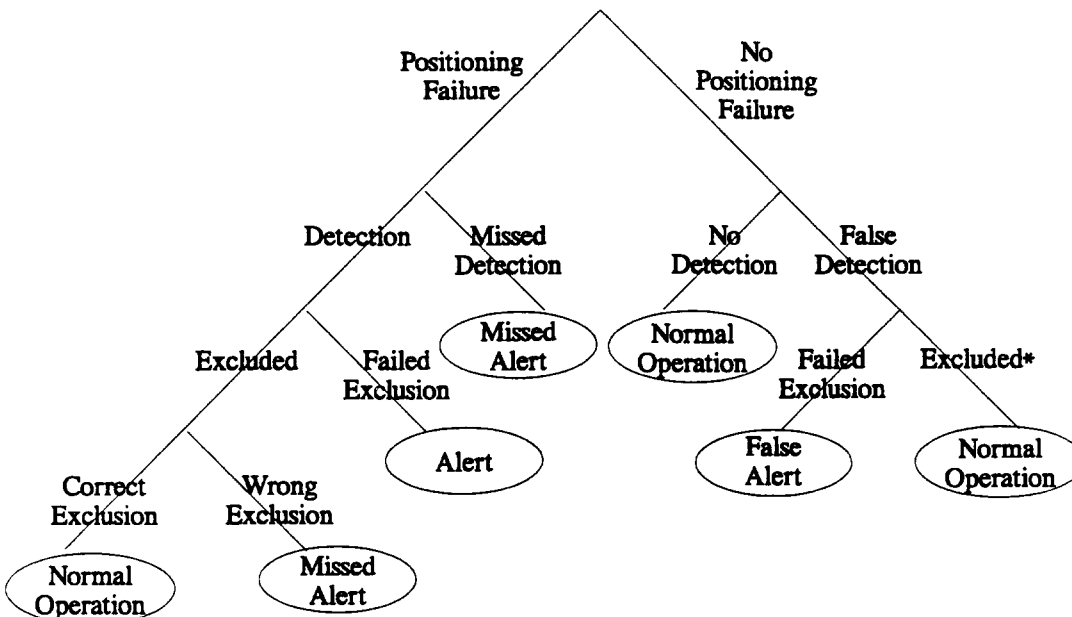 Positioning
Failure
No
Positioning
Failure
Detection
Missed
Detection
No
Detection
False
Detection
Missed
Alert
Normal
Operation
Excluded
Failed
Exclusion
Failed
Exclusion
Excluded*
Alert
False
Alert
Normal
Operation
Correct
Exclusion
Wrong
Exclusion
Normal
Operation
Missed
Alert